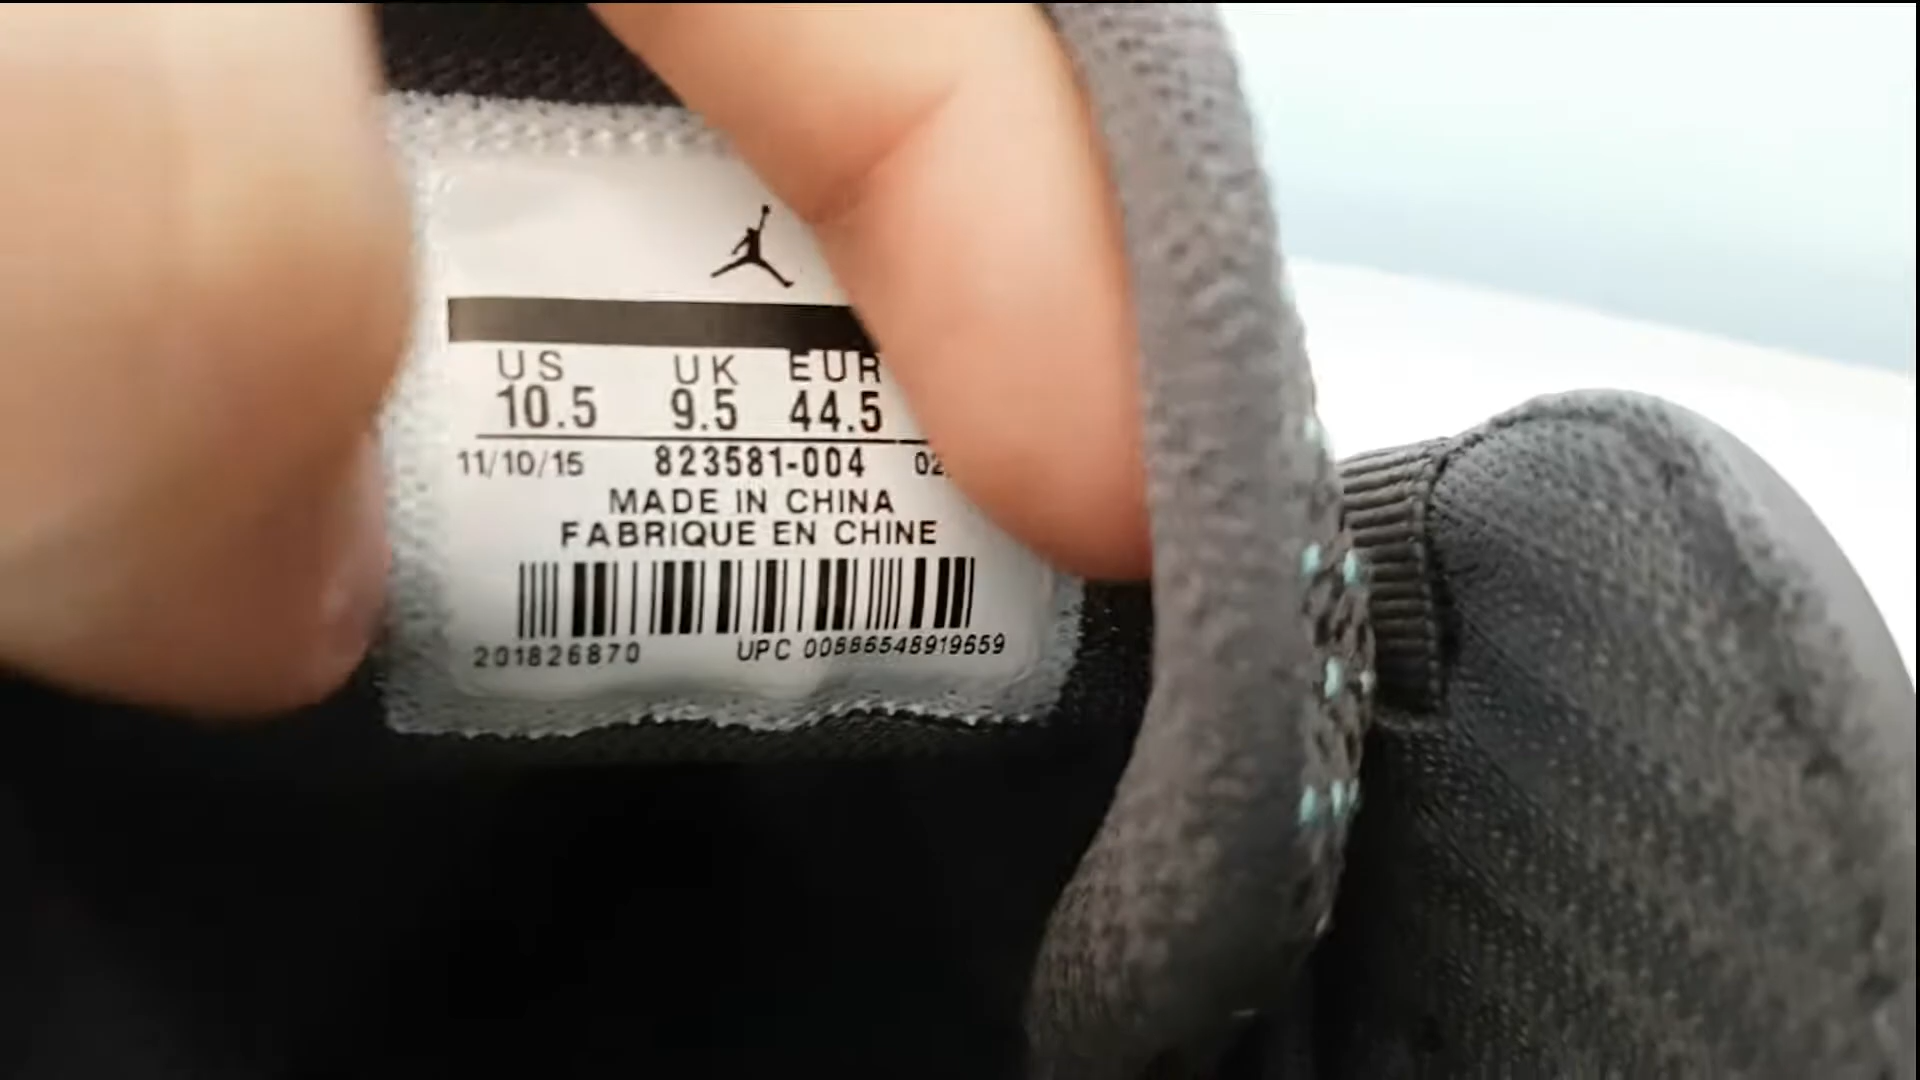 US UK EUR
10.5 9.5 44.5
11/10/15 823581-004 02
MADE IN CHINA
FABRIQUE EN CHINE
201826870 UPC 00886548919659